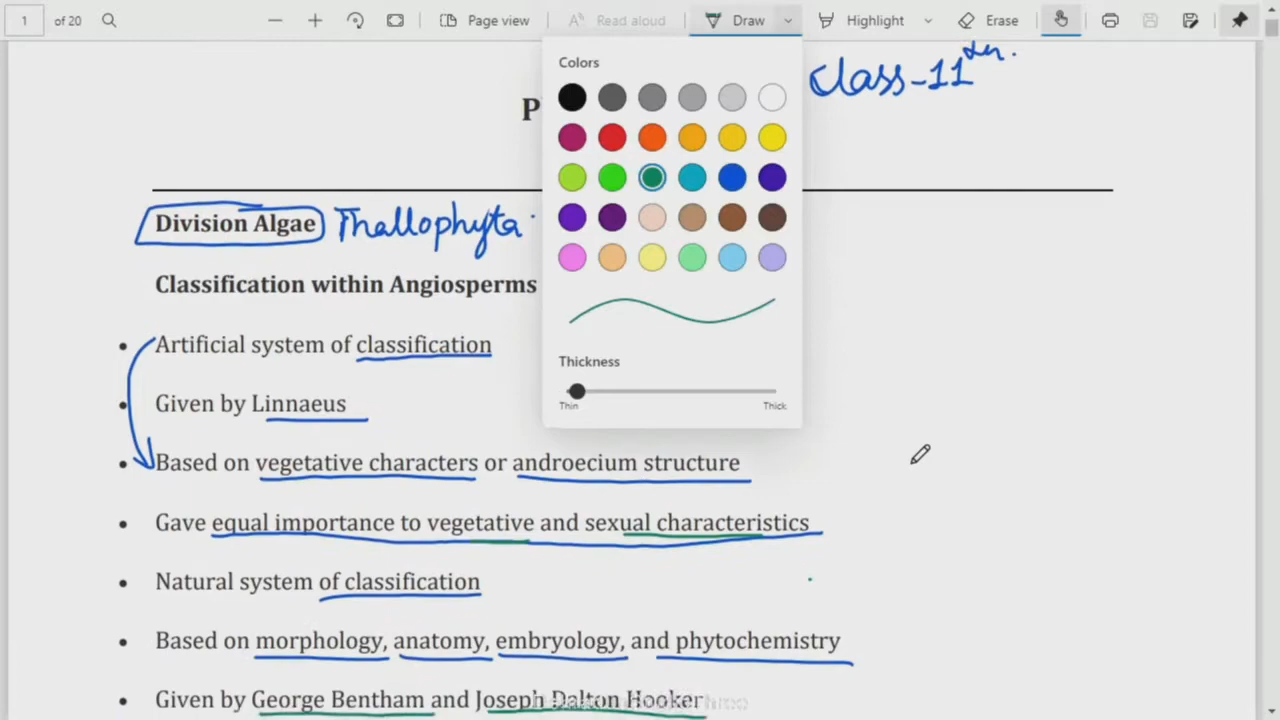 1 of 20 Page view Read aloud Draw Highlight Erase
Colors
Class-11th.
P
Division Algae Thallophyta
Classification within Angiosperms
• Artificial system of classification
Thickness
Thin Thick
• Given by Linnaeus
• Based on vegetative characters or androecium structure
• Gave equal importance to vegetative and sexual characteristics
• Natural system of classification
• Based on morphology, anatomy, embryology, and phytochemistry
• Given by George Bentham and Joseph Dalton Hooker